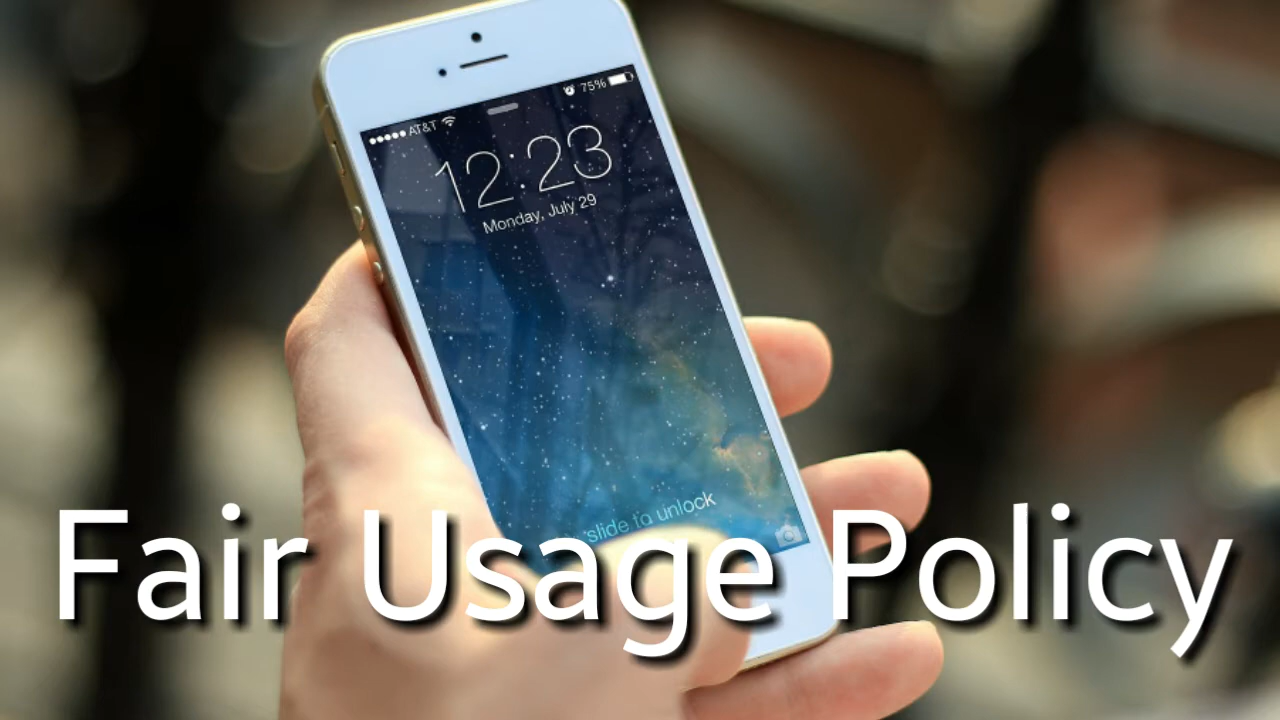 AT&T 75%
12:23
Monday, July 29
slide to unlock
Fair Usage Policy